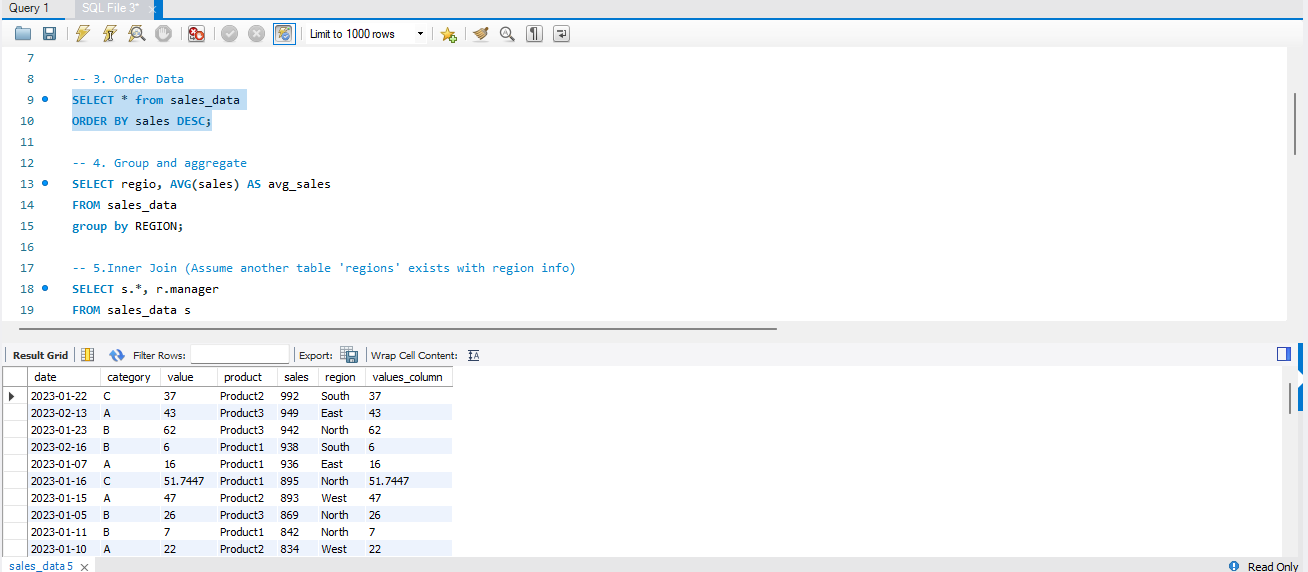 Query 1 SQL File 3*
Limit to 1000 rows
7
8 -- 3. Order Data
9 SELECT * from sales_data
10 ORDER BY sales DESC;
11
12 -- 4. Group and aggregate
13 SELECT regio, AVG(sales) AS avg_sales
14 FROM sales_data
15 group by REGION;
16
17 -- 5.Inner Join (Assume another table 'regions' exists with region info)
18 SELECT s.*, r.manager
19 FROM sales_data s
Result Grid Filter Rows: Export: Wrap Cell Content: IA
date category value product sales region values_column
2023-01-22 C 37 Product2 992 South 37
2023-02-13 A 43 Product3 949 East 43
2023-01-23 B 62 Product3 942 North 62
2023-02-16 B 6 Product1 938 South 6
2023-01-07 A 16 Product1 936 East 16
2023-01-16 C 51.7447 Product1 895 North 51.7447
2023-01-15 A 47 Product2 893 West 47
2023-01-05 B 26 Product3 869 North 26
2023-01-11 B 7 Product1 842 North 7
2023-01-10 A 22 Product2 834 West 22
sales_data 5 Read Only